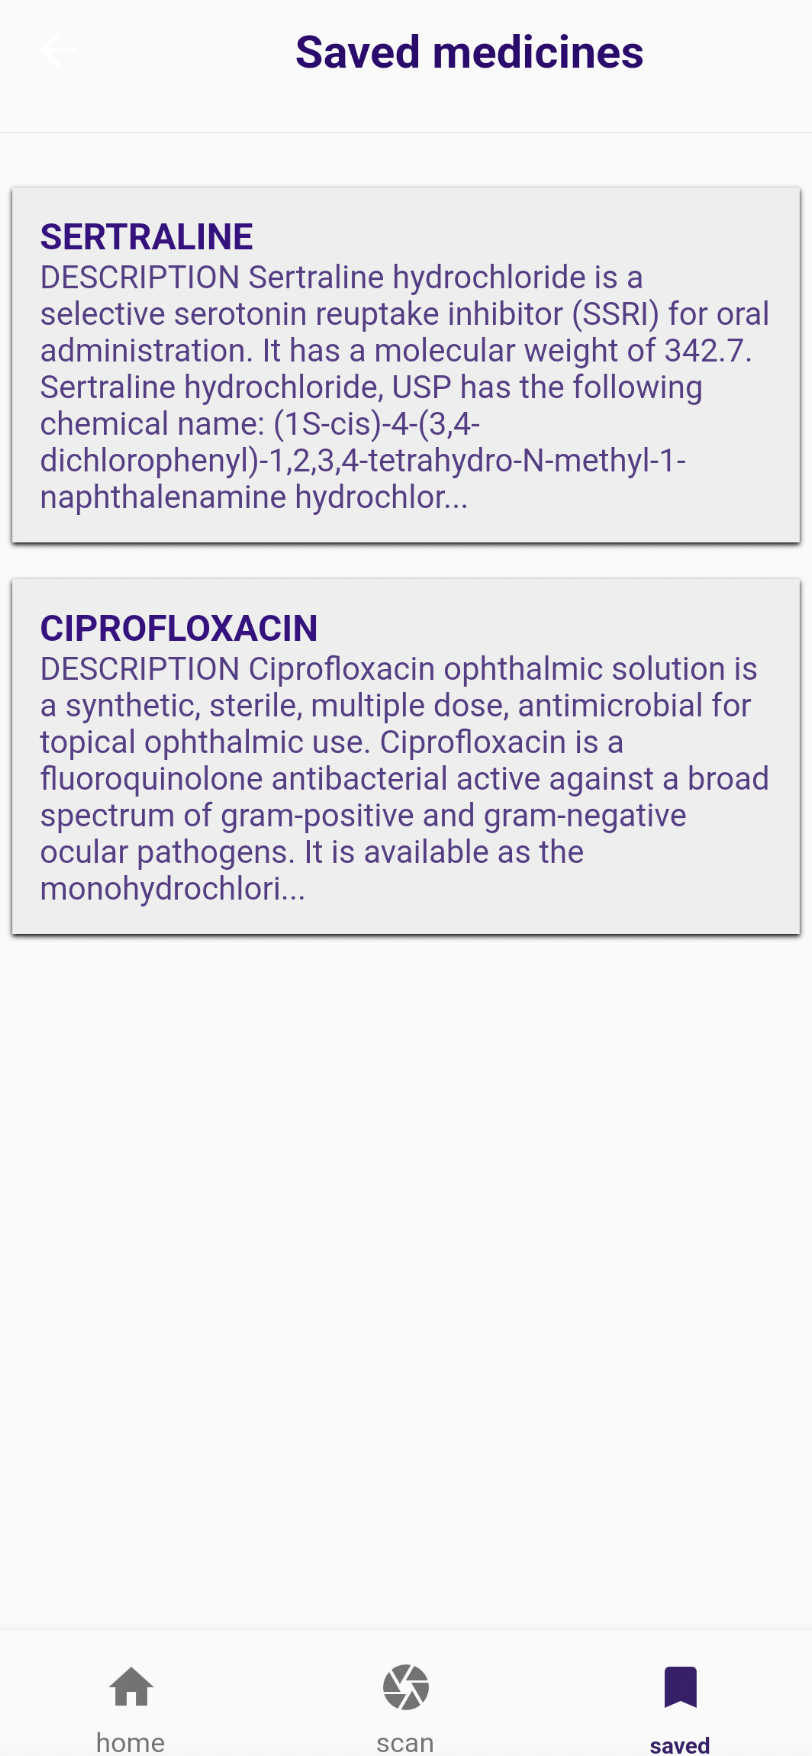 Saved medicines
SERTRALINE
DESCRIPTION Sertraline hydrochloride is a
selective serotonin reuptake inhibitor (SSRI) for oral
administration. It has a molecular weight of 342.7.
Sertraline hydrochloride, USP has the following
chemical name: (1S-cis)-4-(3,4-
dichlorophenyl)-1,2,3,4-tetrahydro-N-methyl-1-
naphthalenamine hydrochlor...
CIPROFLOXACIN
DESCRIPTION Ciprofloxacin ophthalmic solution is
a synthetic, sterile, multiple dose, antimicrobial for
topical ophthalmic use. Ciprofloxacin is a
fluoroquinolone antibacterial active against a broad
spectrum of gram-positive and gram-negative
ocular pathogens. It is available as the
monohydrochlori...
home
scan
saved